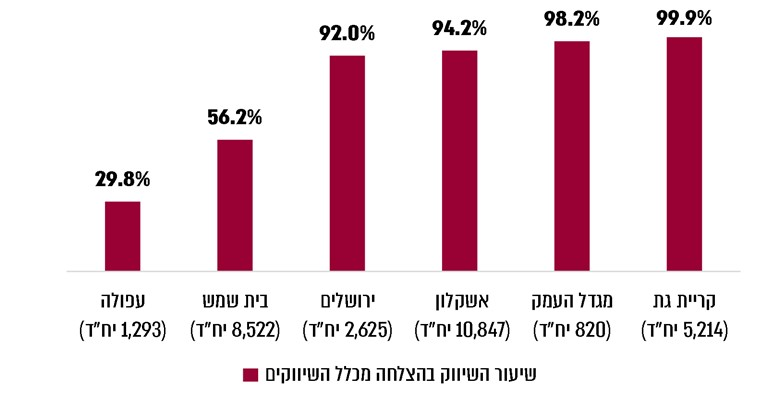 99.9%
98.2%
94.2%
92.0%
56.2%
29.8%
קריית גת
(5,214 יח"ד)
מגדל העמק
(820 יח"ד)
אשקלון
(10,847 יח"ד)
ירושלים
(2,625 יח"ד)
בית שמש
(8,522 יח"ד)
עפולה
(1,293 יח"ד)
שיעור השיווק בהצלחה מכלל השיווקים